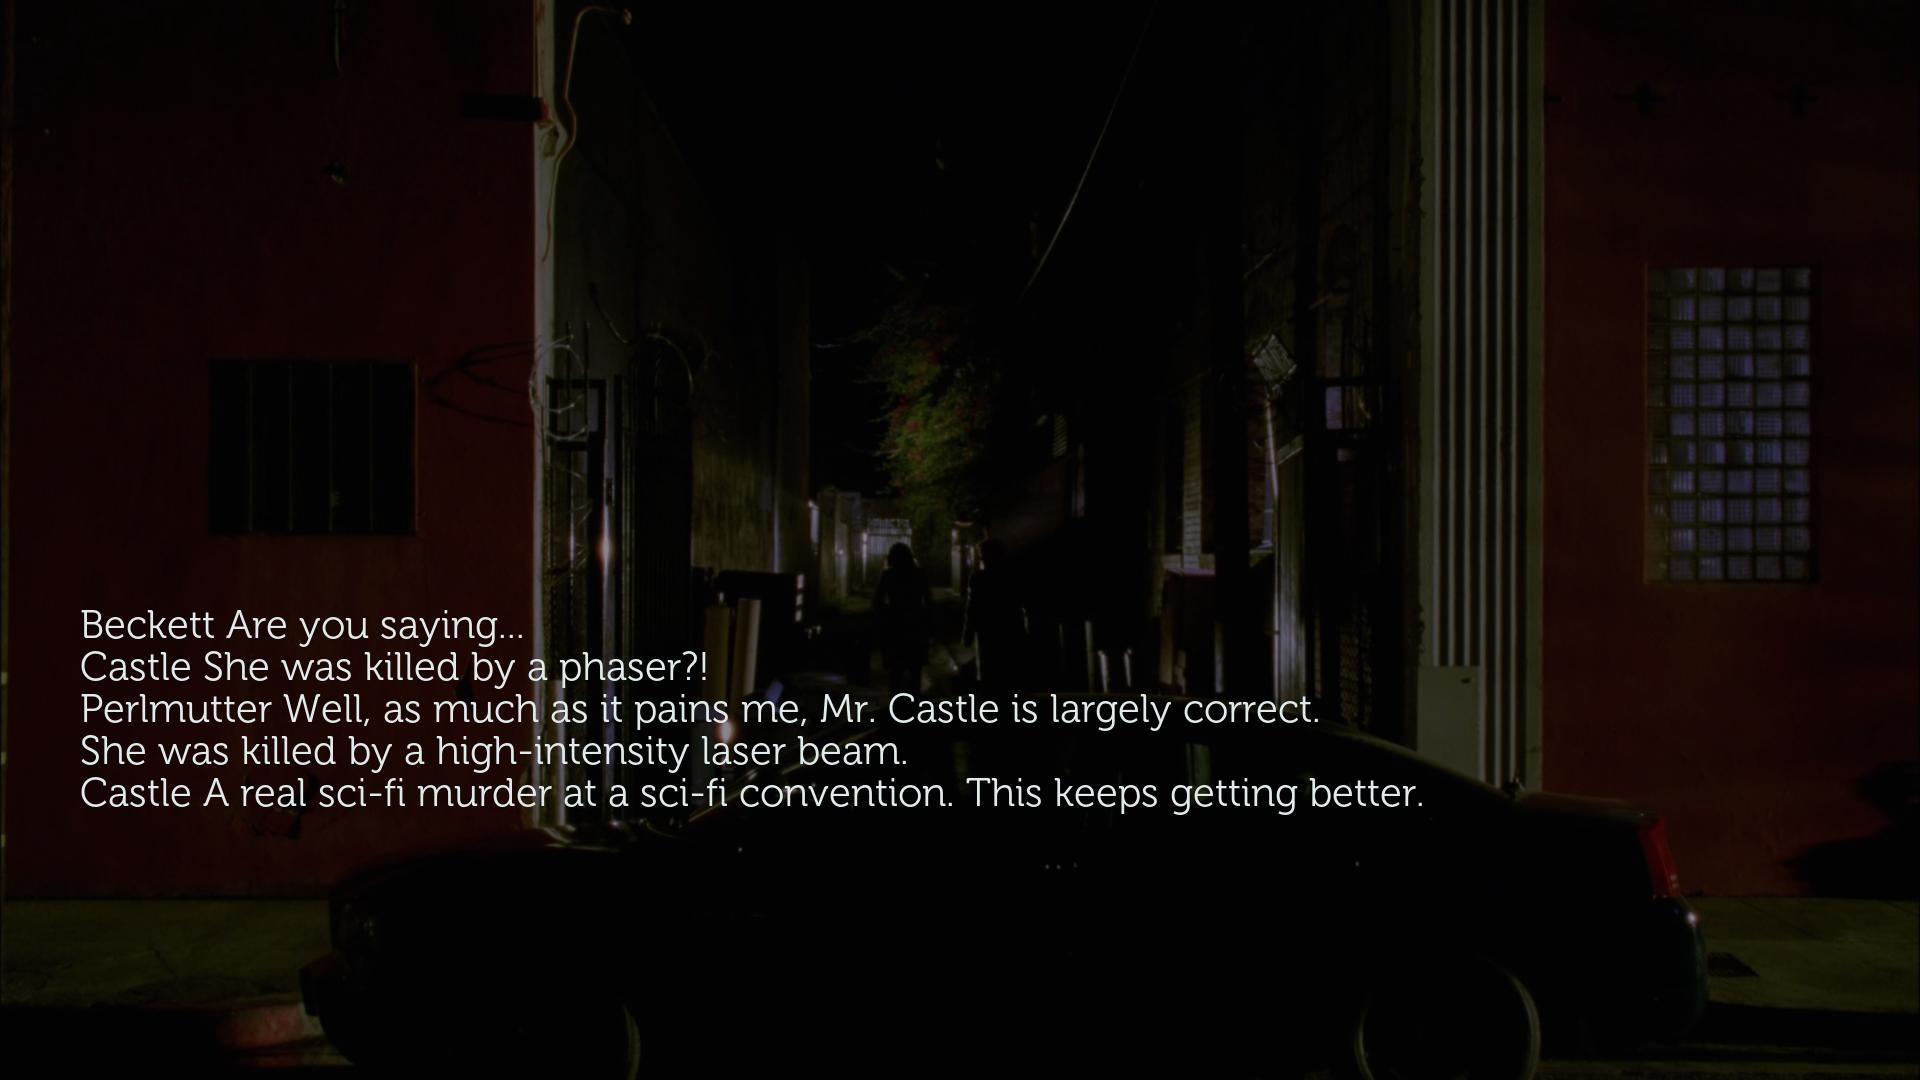 Beckett Are you saying...
Castle She was killed by a phaser?!
Perlmutter Well, as much as it pains me, Mr. Castle is largely correct.
She was killed by a high-intensity laser beam.
Castle A real sci-fi murder at a sci-fi convention. This keeps getting better.